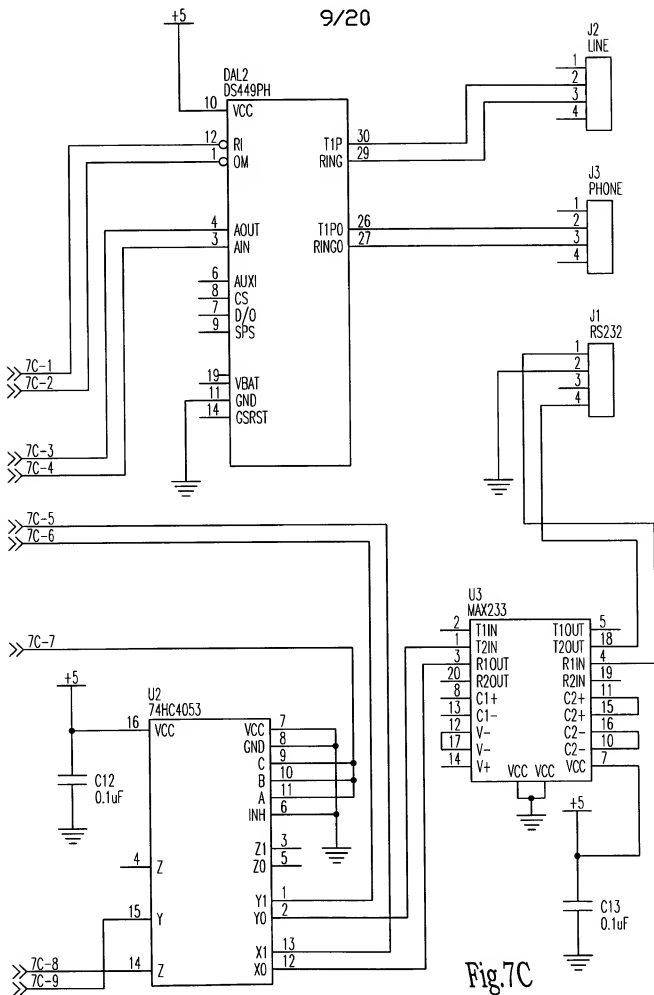 9/20
+5
DAL2
DS449PH
10 VCC
12 RI
1 OM
4 AOUT
3 AIN
6 AUXI
8 CS
7 D/O
9 SPS
19 VBAT
11 GND
14 GSRST
T1P 30
RING 29
T1PO 26
RINGO 27
J2
LINE
1
2
3
4
J3
PHONE
1
2
3
4
J1
RS232
1
2
3
4
7C-1
7C-2
7C-3
7C-4
7C-5
7C-6
7C-7
+5
C12
0.1uF
U2
74HC4053
16 VCC
4 Z
15 Y
14 Z
VCC 7
GND 8
C 9
B 10
A 11
INH 6
Z1 3
Z0 5
Y1 1
Y0 2
X1 13
X0 12
7C-8
7C-9
U3
MAX233
2 T1IN
1 T2IN
3 R1OUT
20 R2OUT
8 C1+
13 C1-
12 V-
17 V-
14 V+
T1OUT 5
T2OUT 18
R1IN 4
R2IN 19
C2+ 11
C2+ 15
C2- 16
C2- 10
VCC 7
VCC VCC
+5
C13
0.1uF
Fig.7C